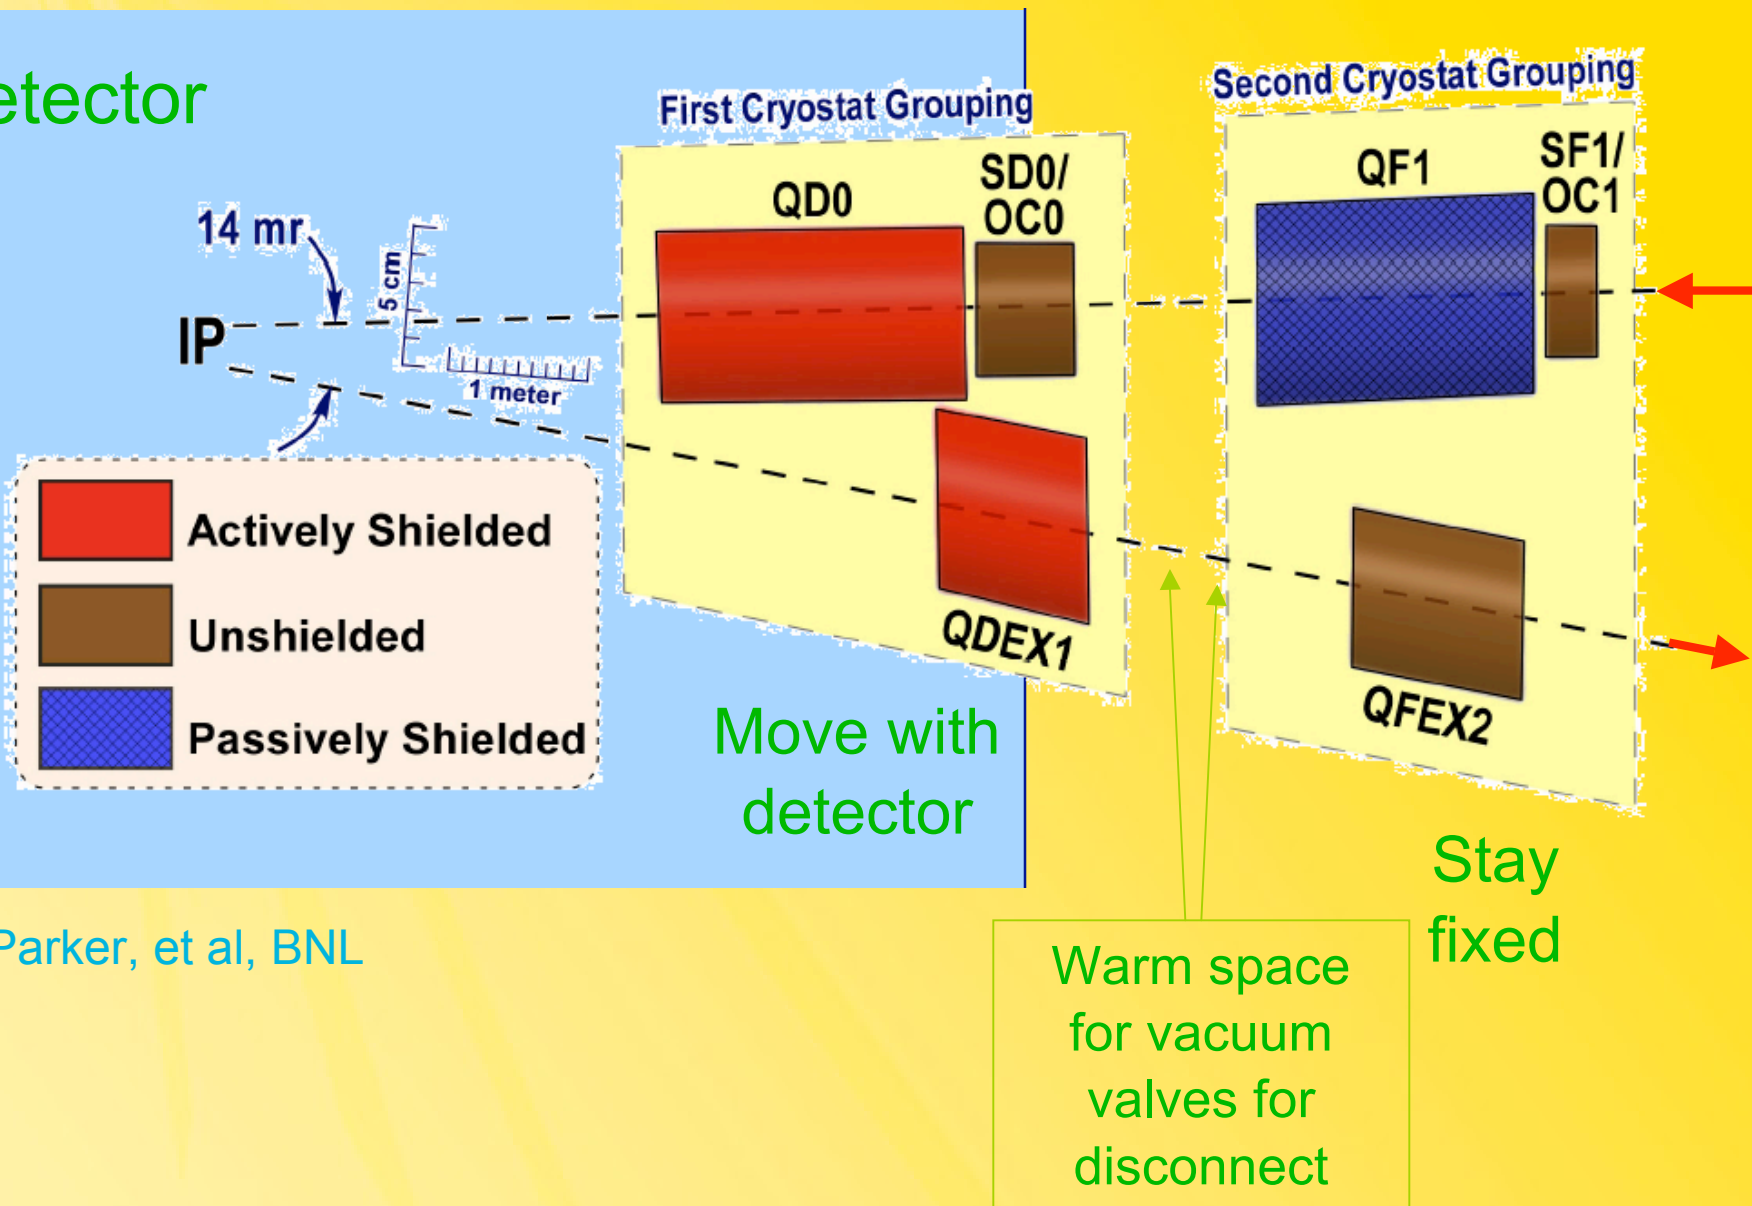 etector
First Cryostat Grouping
Second Cryostat Grouping
14 mr
IP
5 cm
1 meter
QD0
SD0/
OC0
QDEX1
QF1
SF1/
OC1
QFEX2
Actively Shielded
Unshielded
Passively Shielded
Move with
detector
Stay
fixed
Parker, et al, BNL
Warm space
for vacuum
valves for
disconnect